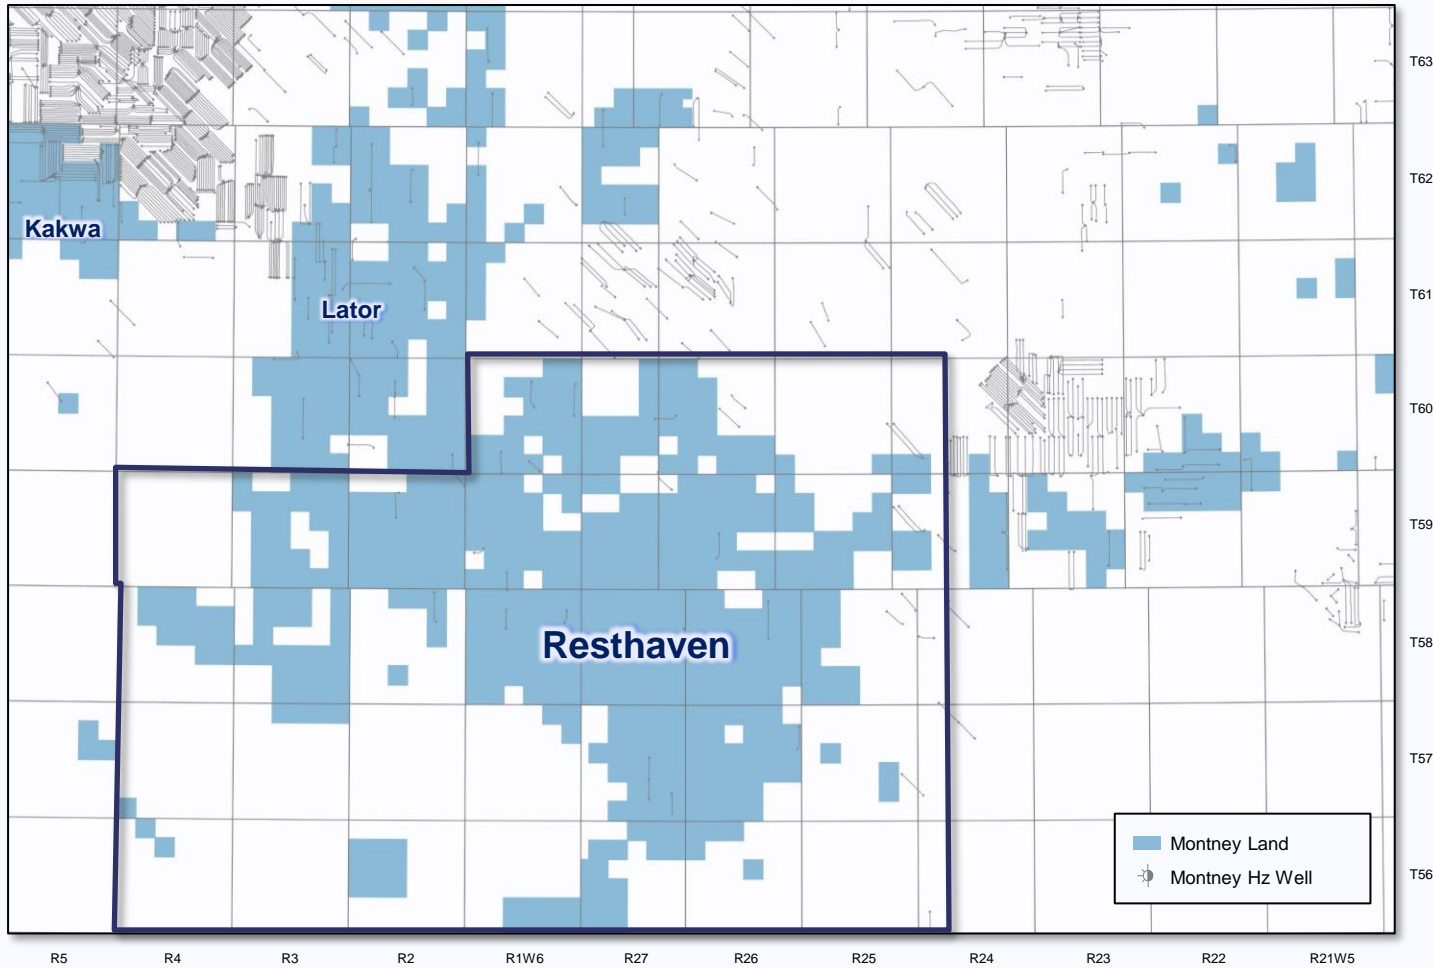 T63
T62
Kakwa
T61
Lator
T60
T59
T58
Resthaven
T57
Montney Land
Montney Hz Well
T56
R5 R4 R3 R2 R1W6 R27 R26 R25 R24 R23 R22 R21W5